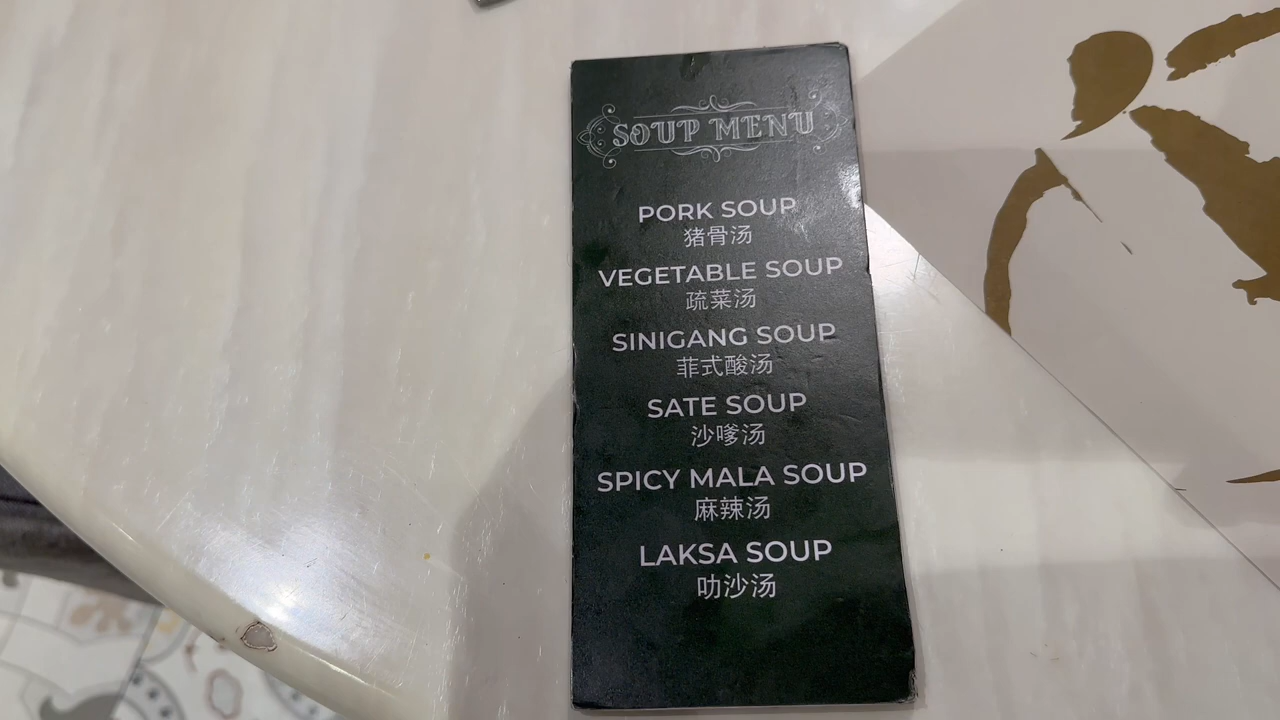 SOUP MENU
PORK SOUP
猪骨汤
VEGETABLE SOUP
疏菜汤
SINIGANG SOUP
菲式酸汤
SATE SOUP
沙嗲汤
SPICY MALA SOUP
麻辣汤
LAKSA SOUP
叻沙汤